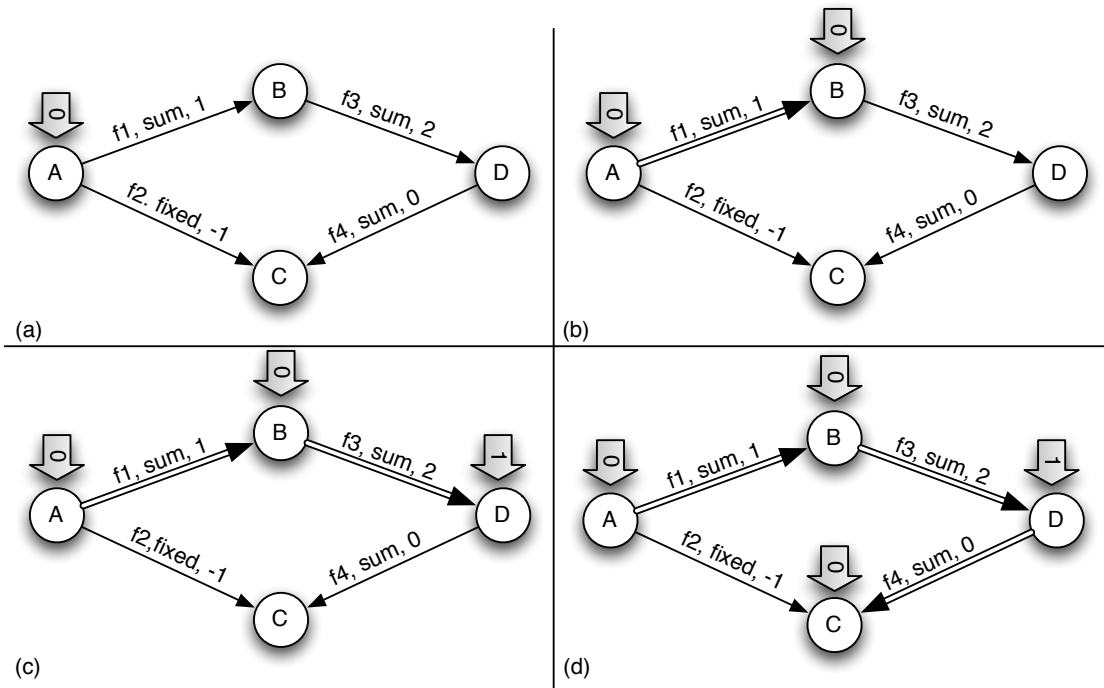 0
A
f1, sum, 1
B
f3, sum, 2
D
f2. fixed, -1
f4, sum, 0
C
(a)
0
0
A
f1, sum, 1
B
f3, sum, 2
D
f2, fixed, -1
f4, sum, 0
C
(b)
0
0
1
A
f1, sum, 1
B
f3, sum, 2
D
f2,fixed, -1
f4, sum, 0
C
(c)
0
0
1
A
f1, sum, 1
B
f3, sum, 2
D
f2, fixed, -1
0
f4, sum, 0
C
(d)